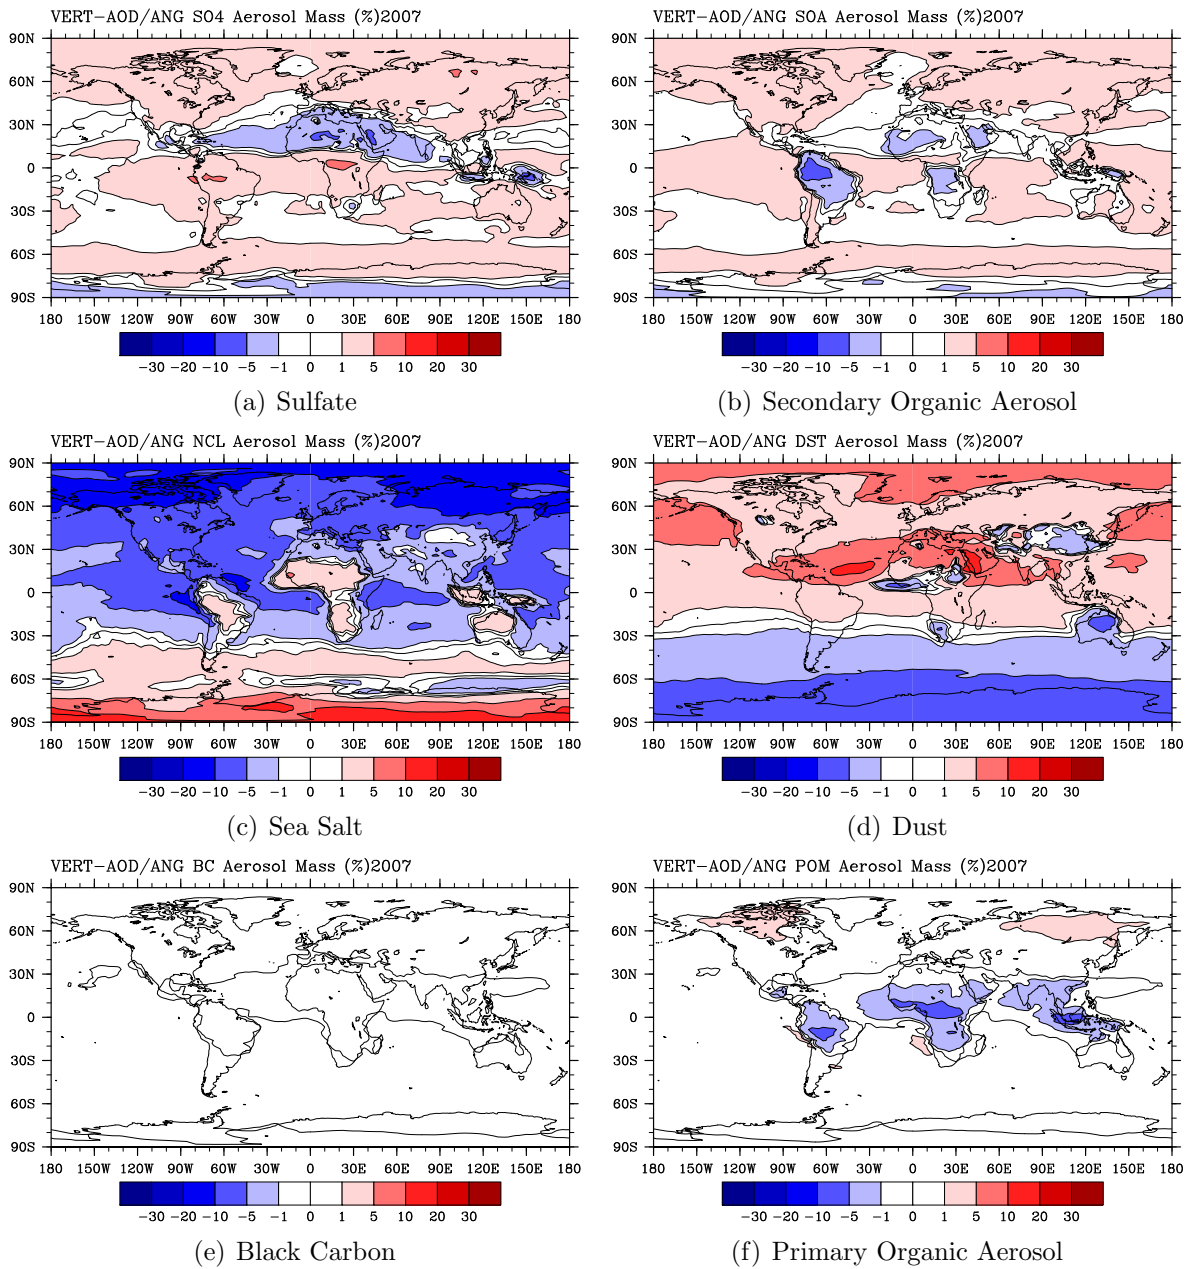 VERT-AOD/ANG SO4 Aerosol Mass (%)2007
90N
60N
30N
0
30S
60S
90S
180 150W 120W 90W 60W 30W 0 30E 60E 90E 120E 150E 180
-30 -20 -10 -5 -1 0 1 5 10 20 30
(a) Sulfate
VERT-AOD/ANG SOA Aerosol Mass (%)2007
90N
60N
30N
0
30S
60S
90S
180 150W 120W 90W 60W 30W 0 30E 60E 90E 120E 150E 180
-30 -20 -10 -5 -1 0 1 5 10 20 30
(b) Secondary Organic Aerosol
VERT-AOD/ANG NCL Aerosol Mass (%)2007
90N
60N
30N
0
30S
60S
90S
180 150W 120W 90W 60W 30W 0 30E 60E 90E 120E 150E 180
-30 -20 -10 -5 -1 0 1 5 10 20 30
(c) Sea Salt
VERT-AOD/ANG DST Aerosol Mass (%)2007
90N
60N
30N
0
30S
60S
90S
180 150W 120W 90W 60W 30W 0 30E 60E 90E 120E 150E 180
-30 -20 -10 -5 -1 0 1 5 10 20 30
(d) Dust
VERT-AOD/ANG BC Aerosol Mass (%)2007
90N
60N
30N
0
30S
60S
90S
180 150W 120W 90W 60W 30W 0 30E 60E 90E 120E 150E 180
-30 -20 -10 -5 -1 0 1 5 10 20 30
(e) Black Carbon
VERT-AOD/ANG POM Aerosol Mass (%)2007
90N
60N
30N
0
30S
60S
90S
180 150W 120W 90W 60W 30W 0 30E 60E 90E 120E 150E 180
-30 -20 -10 -5 -1 0 1 5 10 20 30
(f) Primary Organic Aerosol